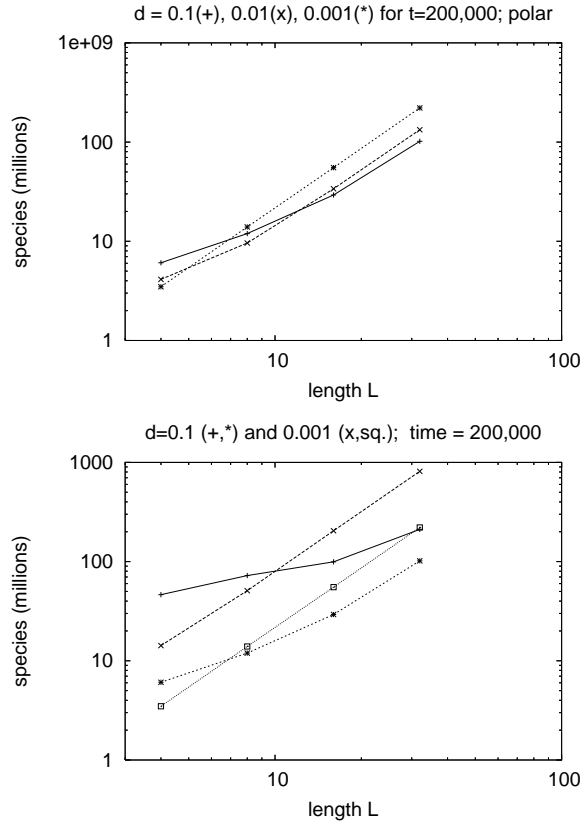 d = 0.1(+), 0.01(x), 0.001(*) for t=200,000; polar
1e+09
100
10
1
species (millions)
10
100
length L
d=0.1 (+,*) and 0.001 (x,sq.); time = 200,000
1000
100
10
1
species (millions)
10
100
length L